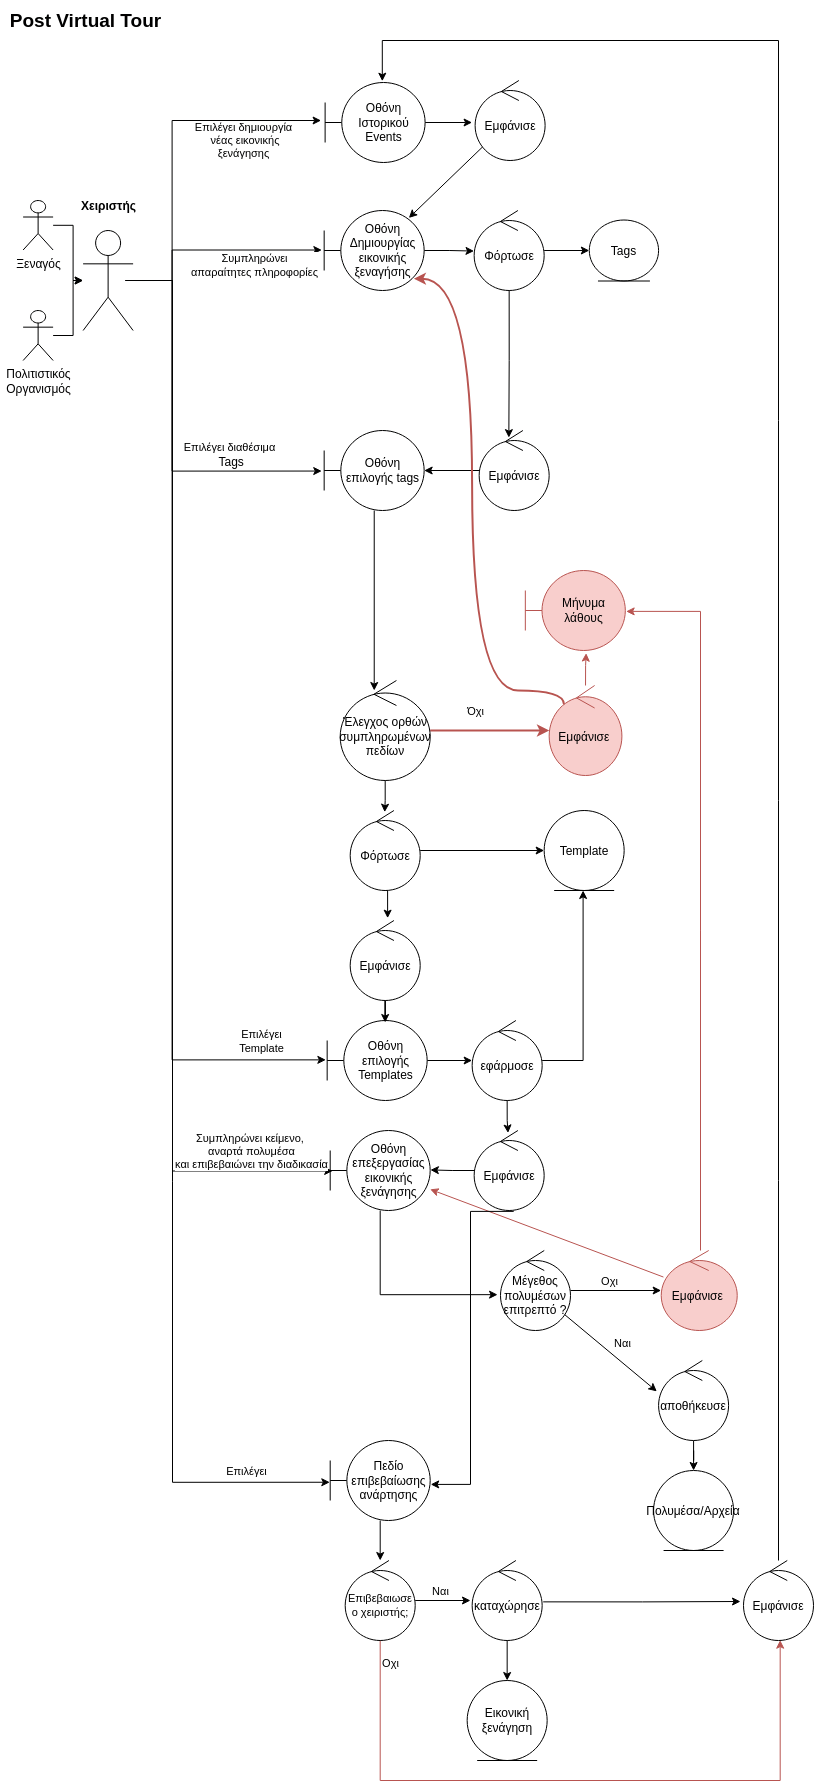 Post Virtual Tour
Οθόνη
Ιστορικού
Events
Εμφάνισε
Επιλέγει δημιουργία
νέας εικονικής
ξενάγησης
Χειριστής
Ξεναγός
Πολιτιστικός
Οργανισμός
Συμπληρώνει
απαραίτητες πληροφορίες
Οθόνη
Δημιουργίας
εικονικής
ξεναγήσης
Φόρτωσε
Tags
Επιλέγει διαθέσιμα
Tags
Οθόνη
επιλογής tags
Εμφάνισε
Μήνυμα
λάθους
Έλεγχος ορθών
συμπληρωμένων
πεδίων
Όχι
Εμφάνισε
Φόρτωσε
Template
Εμφάνισε
Επιλέγει
Template
Οθόνη
επιλογής
Templates
εφάρμοσε
Συμπληρώνει κείμενο,
αναρτά πολυμέσα
και επιβεβαιώνει την διαδικασία
Οθόνη
επεξεργασίας
εικονικής
ξενάγησης
Εμφάνισε
Μέγεθος
πολυμέσων
επιτρεπτό ?
Οχι
Εμφάνισε
Ναι
αποθήκευσε
Πολυμέσα/Αρχεία
Επιλέγει
Πεδίο
επιβεβαίωσης
ανάρτησης
Επιβεβαιωσε
ο χειριστής;
Ναι
καταχώρησε
Εμφάνισε
Οχι
Εικονική
ξενάγηση